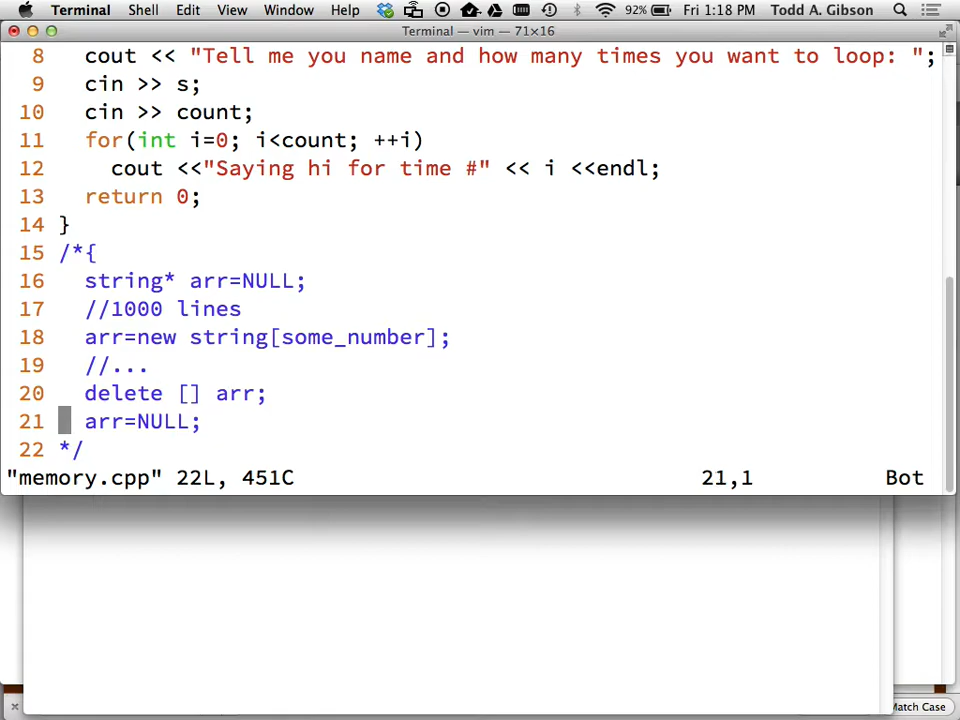 Terminal Shell Edit View Window Help 92% Fri 1:18 PM Todd A. Gibson
Terminal — vim — 71×16
8 cout << "Tell me you name and how many times you want to loop: ";
9 cin >> s;
10 cin >> count;
11 for(int i=0; i<count; ++i)
12 cout <<"Saying hi for time #" << i <<endl;
13 return 0;
14 }
15 /*{
16 string* arr=NULL;
17 //1000 lines
18 arr=new string[some_number];
19 //...
20 delete [] arr;
21 arr=NULL;
22 */
"memory.cpp" 22L, 451C 21,1 Bot
Match Case